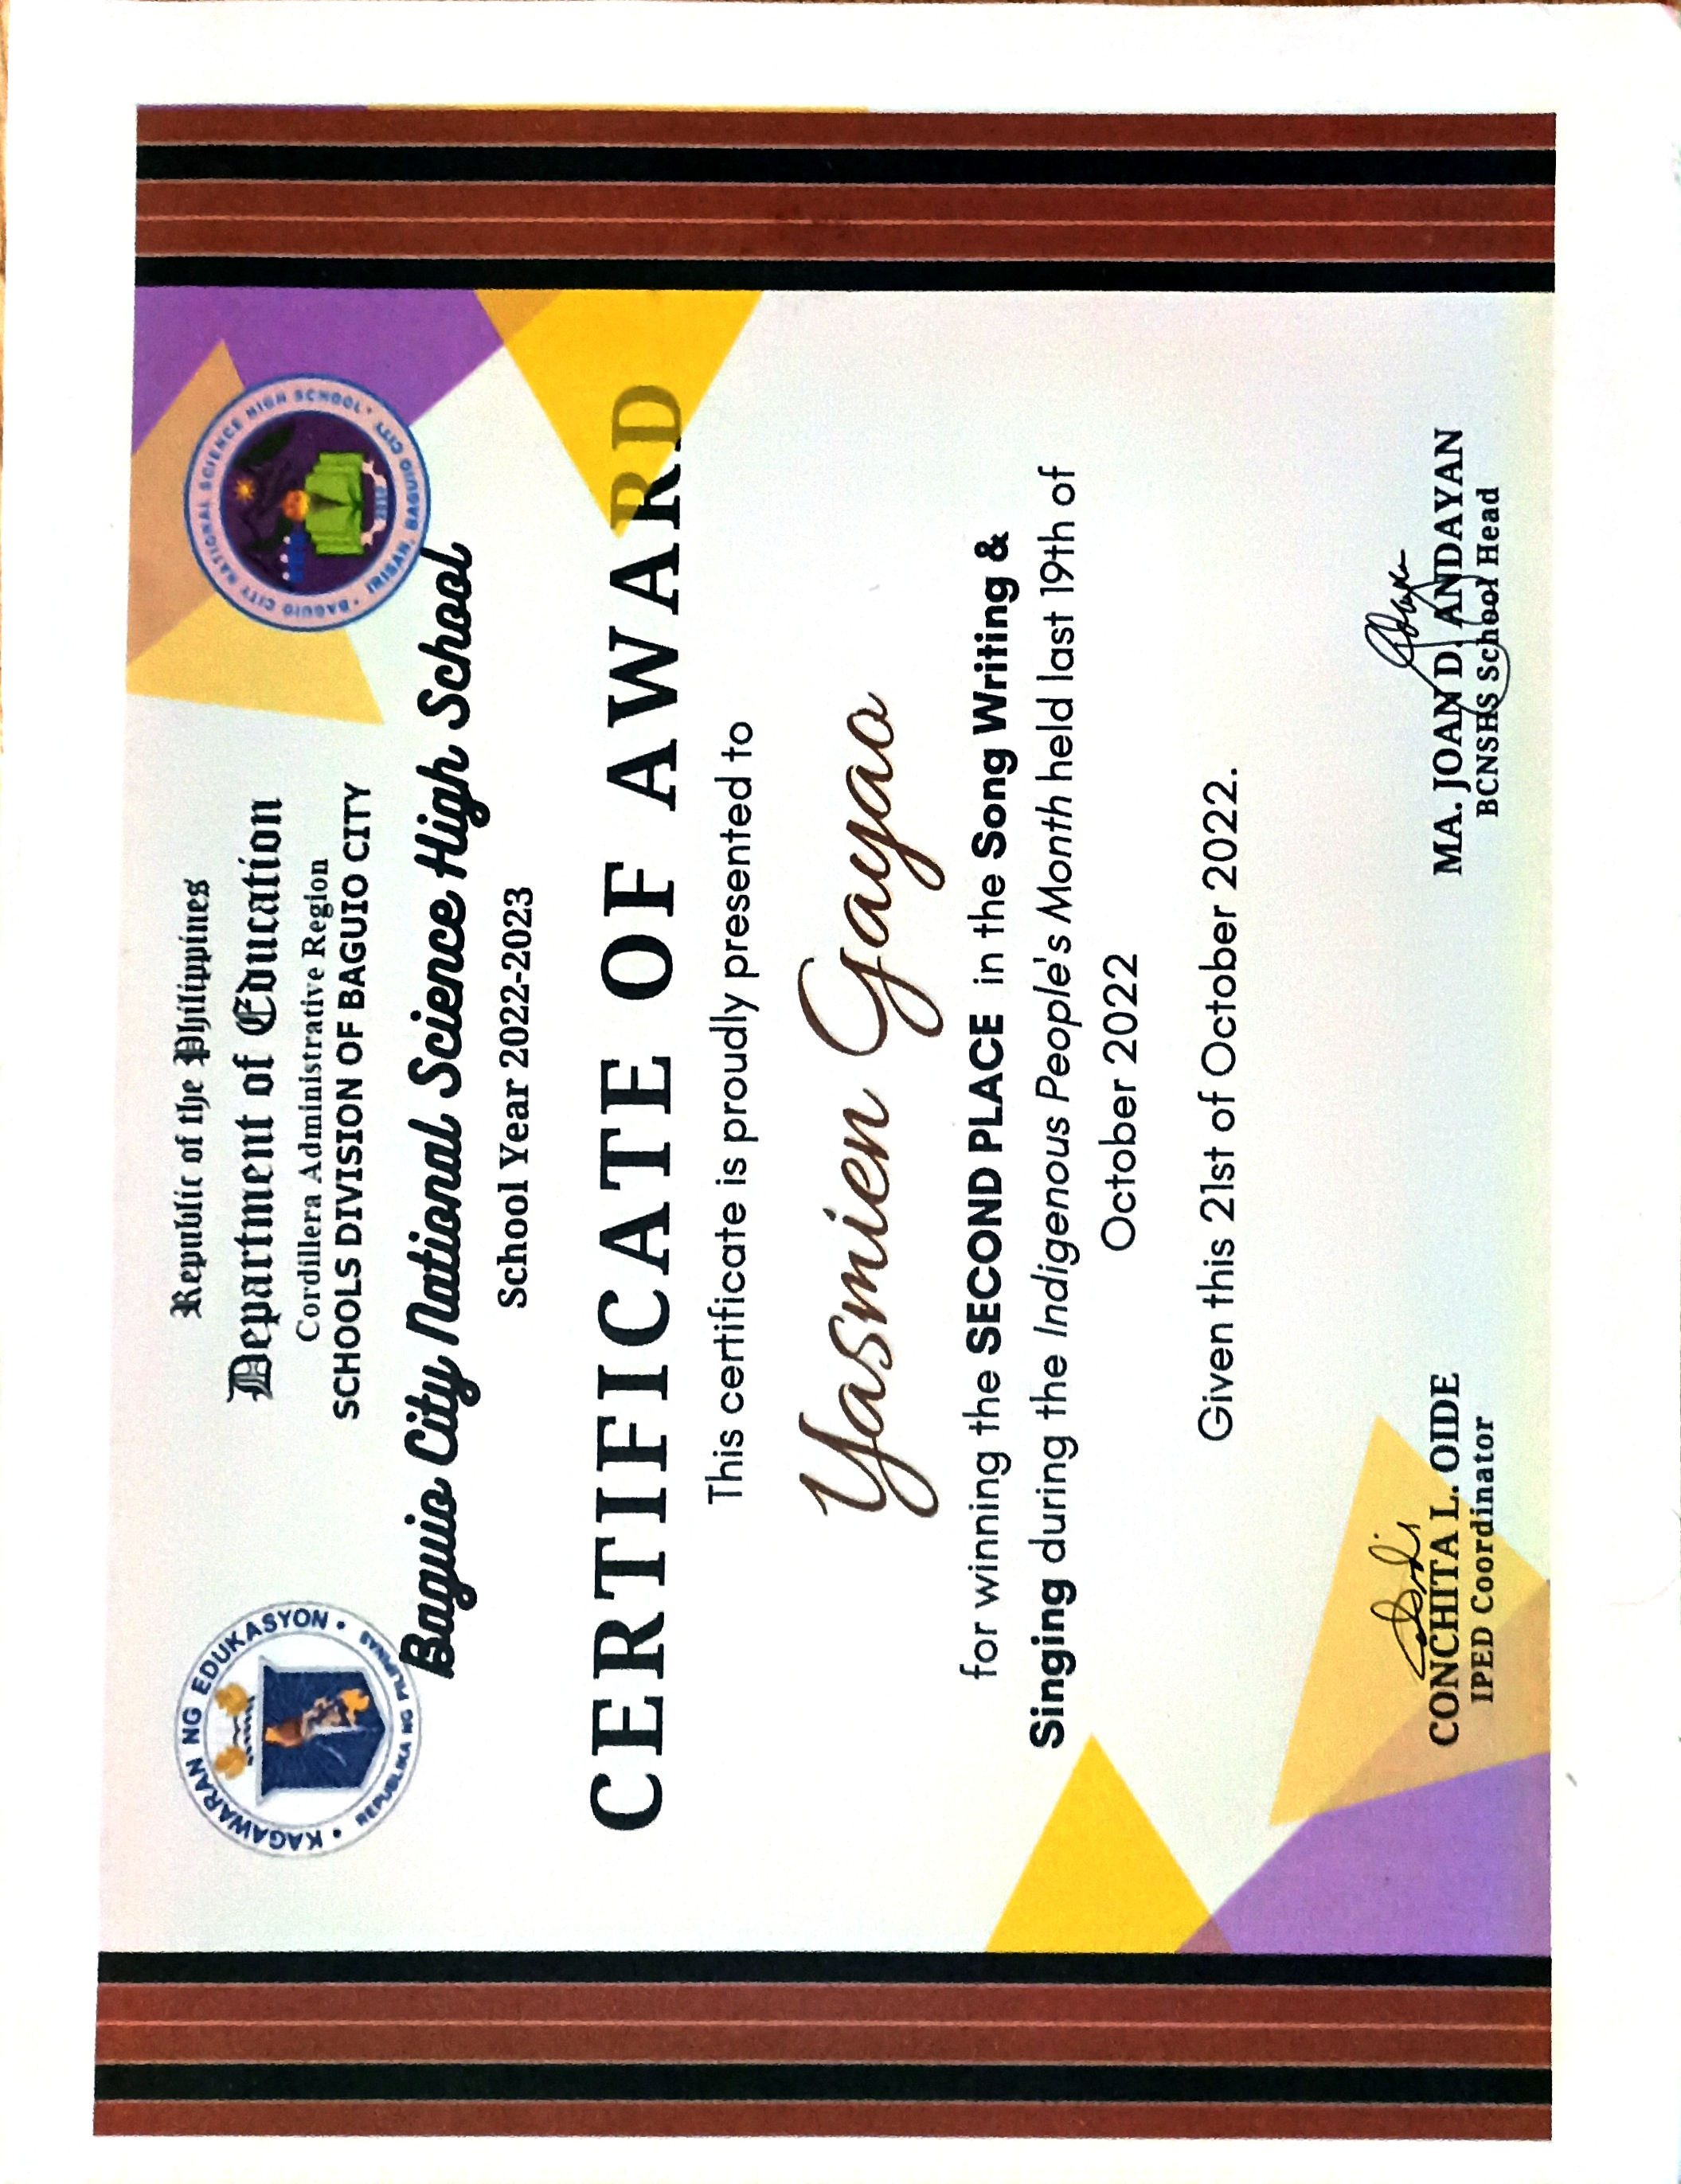 KAGAWARAN NG EDUKASYON
REPUBLIKA NG PILIPINAS
Republic of the Philippines
Department of Education
Cordillera Administrative Region
SCHOOLS DIVISION OF BAGUIO CITY
BAGUIO CITY NATIONAL SCIENCE HIGH SCHOOL
IRISAN, BAGUIO CITY
Baguio City National Science High School
School Year 2022-2023
CERTIFICATE OF AWARD
This certificate is proudly presented to
Yasmien Gayao
for winning the SECOND PLACE in the Song Writing &
Singing during the Indigenous People's Month held last 19th of
October 2022
Given this 21st of October 2022.
CONCHITA L. OIDE
IPED Coordinator
MA. JOAN D. ANDAYAN
BCNSHS School Head